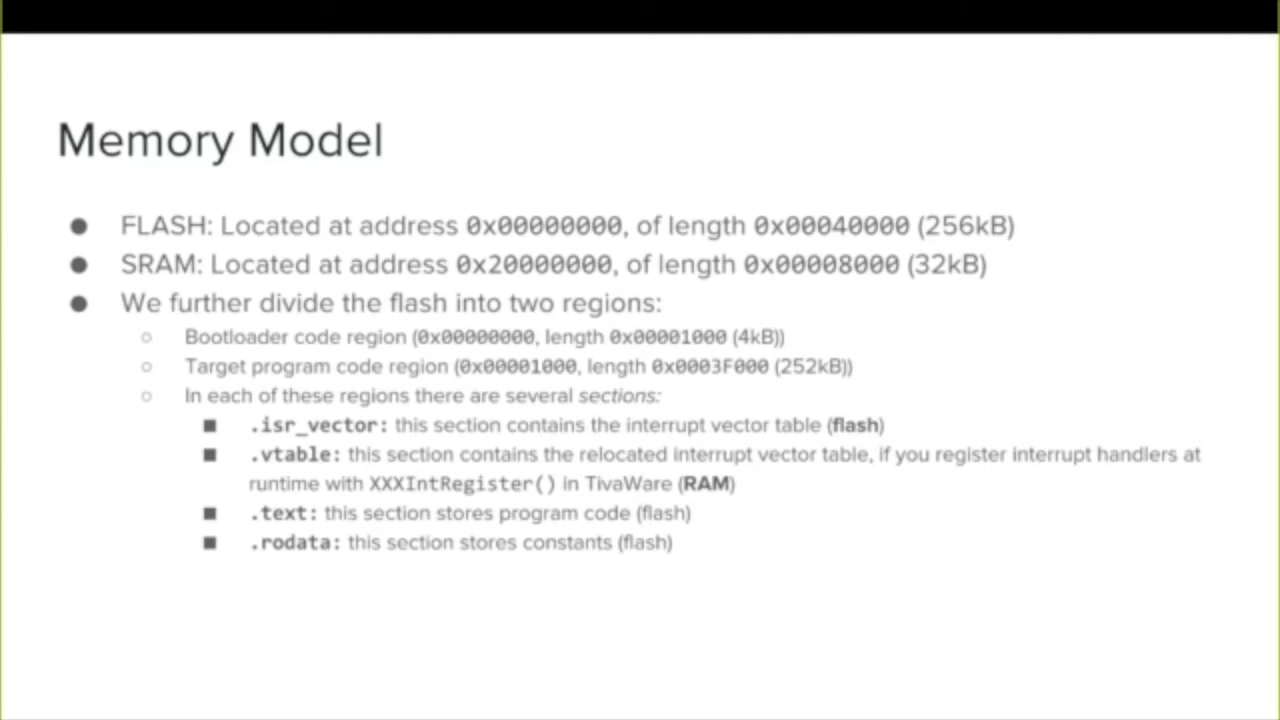 Memory Model
● FLASH: Located at address 0x00000000, of length 0x00040000 (256kB)
● SRAM: Located at address 0x20000000, of length 0x00008000 (32kB)
● We further divide the flash into two regions:
○ Bootloader code region (0x00000000, length 0x00001000 (4kB))
○ Target program code region (0x00001000, length 0x0003F000 (252kB))
○ In each of these regions there are several sections:
■ .isr_vector: this section contains the interrupt vector table (flash)
■ .vtable: this section contains the relocated interrupt vector table, if you register interrupt handlers at
runtime with XXXIntRegister() in TivaWare (RAM)
■ .text: this section stores program code (flash)
■ .rodata: this section stores constants (flash)